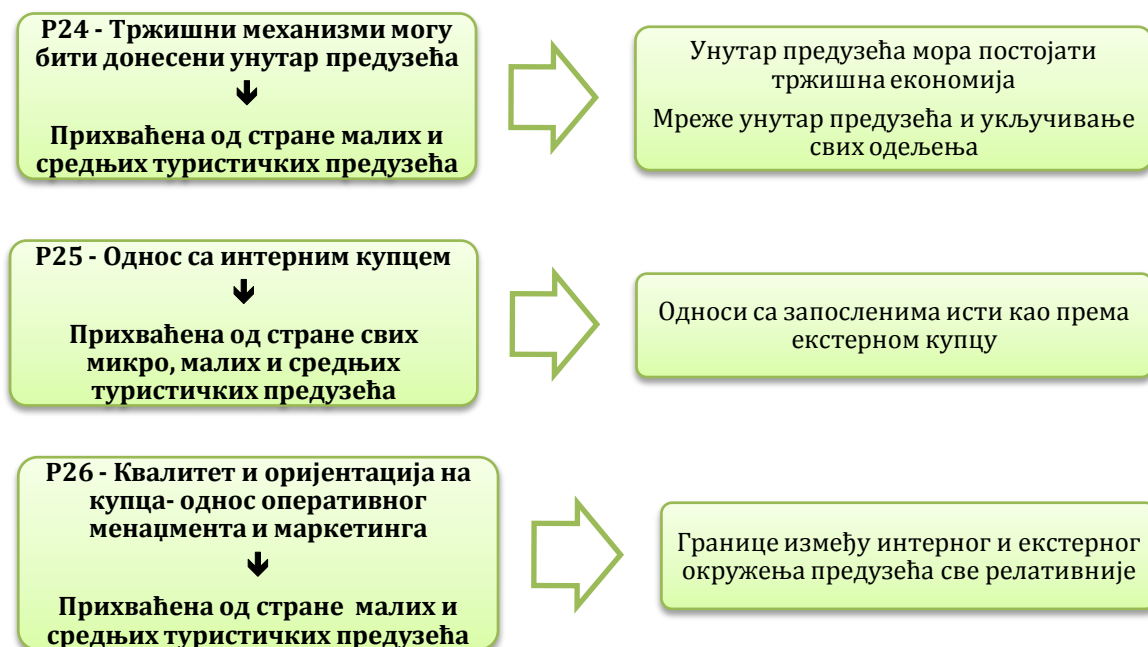 Р24 - Тржишни механизми могу
бити донесени унутар предузећа
🡻
Прихваћена од стране малих и
средњих туристичких предузећа
Унутар предузећа мора постојати
тржишна економија
Мреже унутар предузећа и укључивање
свих одељења
Р25 - Однос са интерним купцем
🡻
Прихваћена од стране свих
микро, малих и средњих
туристичких предузећа
Односи са запосленима исти као према
екстерном купцу
Р26 - Квалитет и оријентација на
купца- однос оперативног
менаџмента и маркетинга
🡻
Прихваћена од стране малих и
средњих туристичких предузећа
Границе између интерног и екстерног
окружења предузећа све релативније